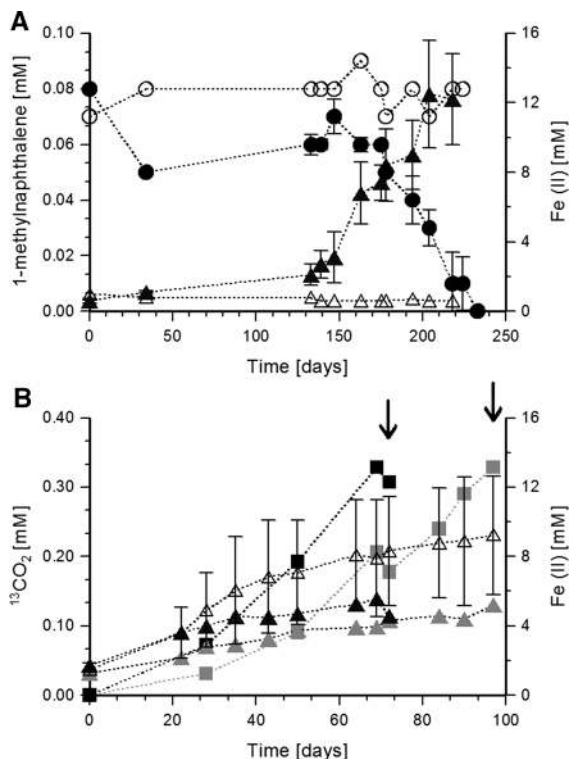 A
1-methylnaphthalene [mM]
0.10
0.08
0.06
0.04
0.02
0.00
16
12
8
4
0
Fe (II) [mM]
0 50 100 150 200 250
Time [days]
B
¹³CO₂ [mM]
0.40
0.30
0.20
0.10
0.00
16
12
8
4
0
Fe (II) [mM]
0 20 40 60 80 100
Time [days]